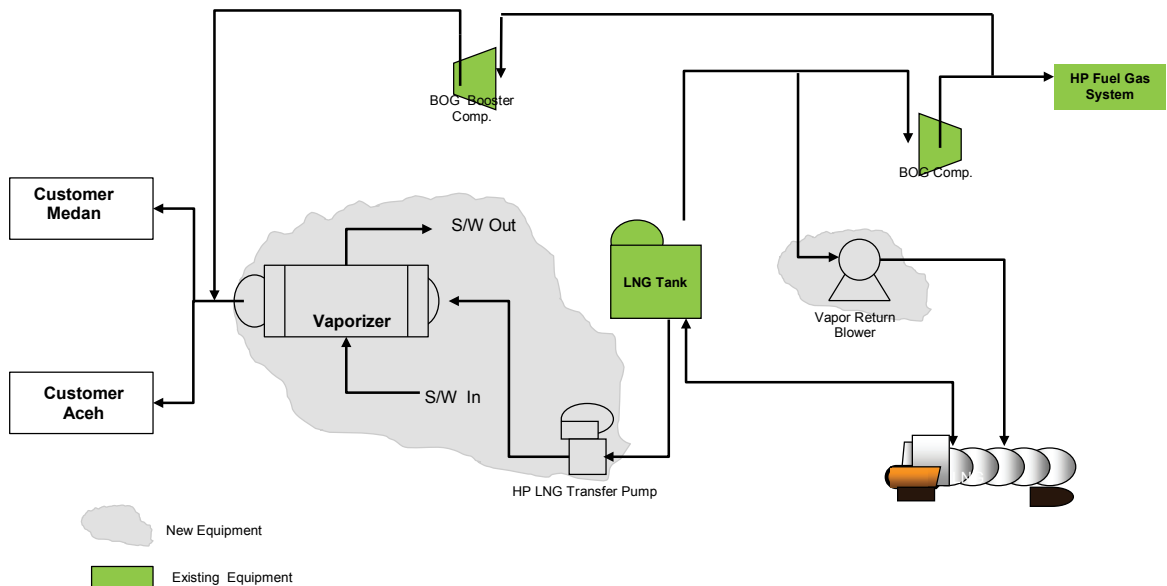 BOG Booster
Comp.
HP Fuel Gas
System
BOG Comp.
Customer
Medan
S/W Out
LNG Tank
Vaporizer
Vapor Return
Blower
Customer
Aceh
S/W In
HP LNG Transfer Pump
LNG
New Equipment
Existing Equipment